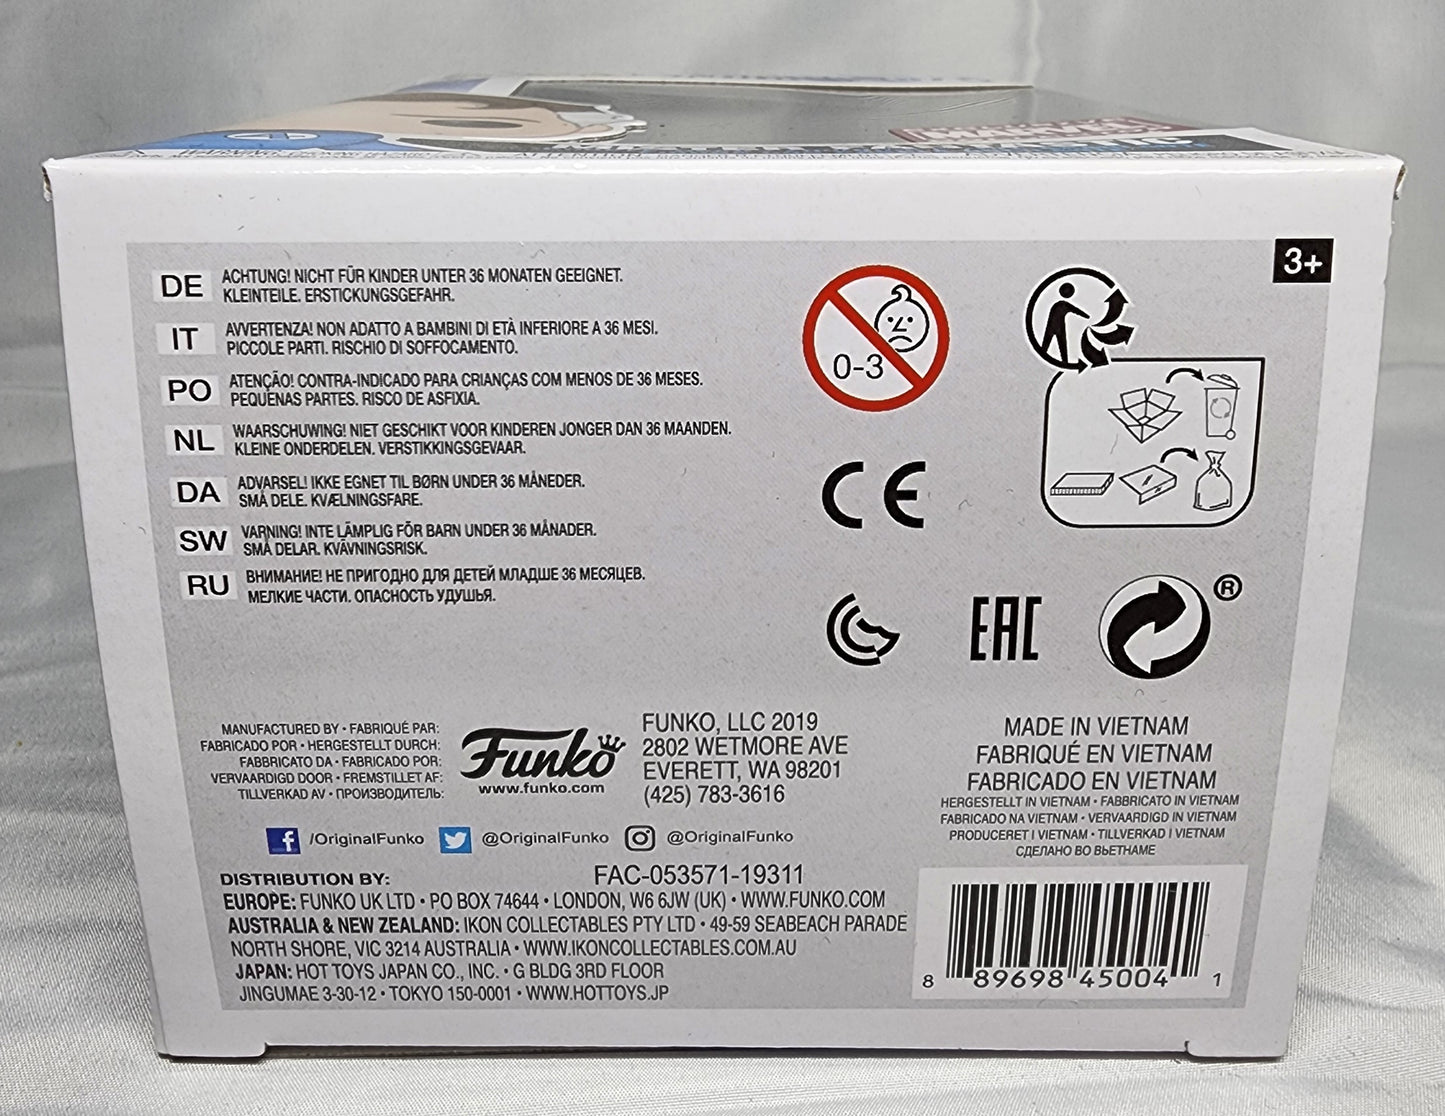 MARVEL
3+
DE ACHTUNG! NICHT FÜR KINDER UNTER 36 MONATEN GEEIGNET.
KLEINTEILE. ERSTICKUNGSGEFAHR.
IT AVVERTENZA! NON ADATTO A BAMBINI DI ETÀ INFERIORE A 36 MESI.
PICCOLE PARTI. RISCHIO DI SOFFOCAMENTO.
PO ATENÇÃO! CONTRA-INDICADO PARA CRIANÇAS COM MENOS DE 36 MESES.
PEQUENAS PARTES. RISCO DE ASFIXIA.
NL WAARSCHUWING! NIET GESCHIKT VOOR KINDEREN JONGER DAN 36 MAANDEN.
KLEINE ONDERDELEN. VERSTIKKINGSGEVAAR.
DA ADVARSEL! IKKE EGNET TIL BØRN UNDER 36 MÅNEDER.
SMÅ DELE. KVÆLNINGSFARE.
SW VARNING! INTE LÄMPLIG FÖR BARN UNDER 36 MÅNADER.
SMÅ DELAR. KVÄVNINGSRISK.
RU ВНИМАНИЕ! НЕ ПРИГОДНО ДЛЯ ДЕТЕЙ МЛАДШЕ 36 МЕСЯЦЕВ.
МЕЛКИЕ ЧАСТИ. ОПАСНОСТЬ УДУШЬЯ.
0-3
CE
EAC
®
MANUFACTURED BY • FABRIQUÉ PAR:
FABRICADO POR • HERGESTELLT DURCH:
FABBRICATO DA • FABRICADO POR:
VERVAARDIGD DOOR • FREMSTILLET AF:
TILLVERKAD AV • ПРОИЗВОДИТЕЛЬ:
Funko
www.funko.com
FUNKO, LLC 2019
2802 WETMORE AVE
EVERETT, WA 98201
(425) 783-3616
MADE IN VIETNAM
FABRIQUÉ EN VIETNAM
FABRICADO EN VIETNAM
HERGESTELLT IN VIETNAM • FABBRICATO IN VIETNAM
FABRICADO NA VIETNAM • VERVAARDIGD IN VIETNAM
PRODUCERET I VIETNAM • TILLVERKAD I VIETNAM
СДЕЛАНО ВО ВЬЕТНАМЕ
/OriginalFunko @OriginalFunko @OriginalFunko
DISTRIBUTION BY: FAC-053571-19311
EUROPE: FUNKO UK LTD • PO BOX 74644 • LONDON, W6 6JW (UK) • WWW.FUNKO.COM
AUSTRALIA & NEW ZEALAND: IKON COLLECTABLES PTY LTD • 49-59 SEABEACH PARADE
NORTH SHORE, VIC 3214 AUSTRALIA • WWW.IKONCOLLECTABLES.COM.AU
JAPAN: HOT TOYS JAPAN CO., INC. • G BLDG 3RD FLOOR
JINGUMAE 3-30-12 • TOKYO 150-0001 • WWW.HOTTOYS.JP
8 89698 45004 1